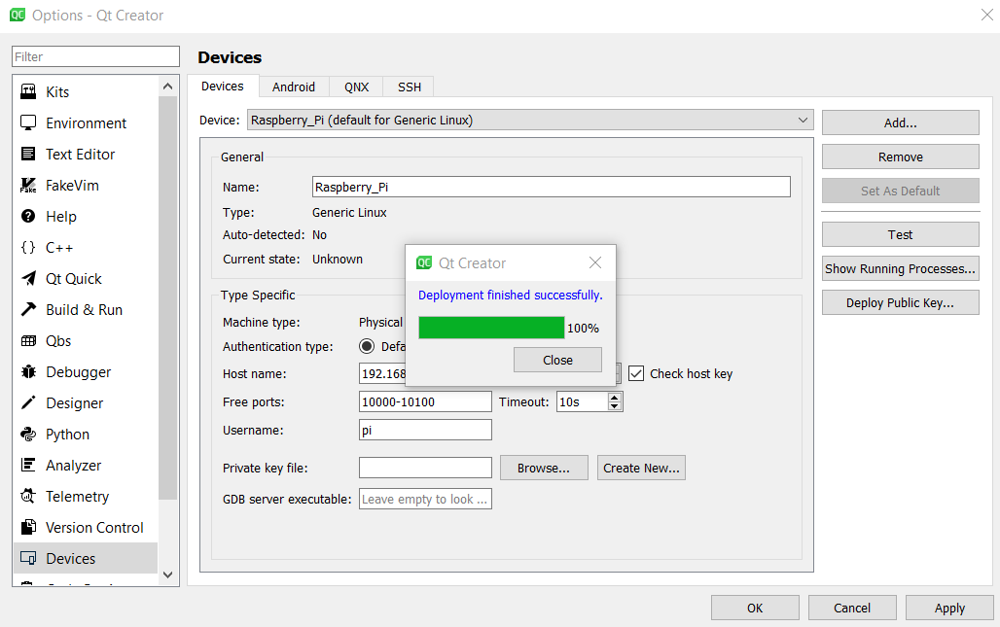 Options - Qt Creator
Filter
Kits
Environment
Text Editor
FakeVim
Help
C++
Qt Quick
Build & Run
Qbs
Debugger
Designer
Python
Analyzer
Telemetry
Version Control
Devices
Devices
Devices Android QNX SSH
Device: Raspberry_Pi (default for Generic Linux)
General
Name: Raspberry_Pi
Type: Generic Linux
Auto-detected: No
Current state: Unknown
Type Specific
Machine type: Physical
Authentication type: Defa
Host name: 192.168 Check host key
Free ports: 10000-10100 Timeout: 10s
Username: pi
Private key file: Browse... Create New...
GDB server executable: Leave empty to look ...
Qt Creator
Deployment finished successfully.
100%
Close
Add...
Remove
Set As Default
Test
Show Running Processes...
Deploy Public Key...
OK Cancel Apply